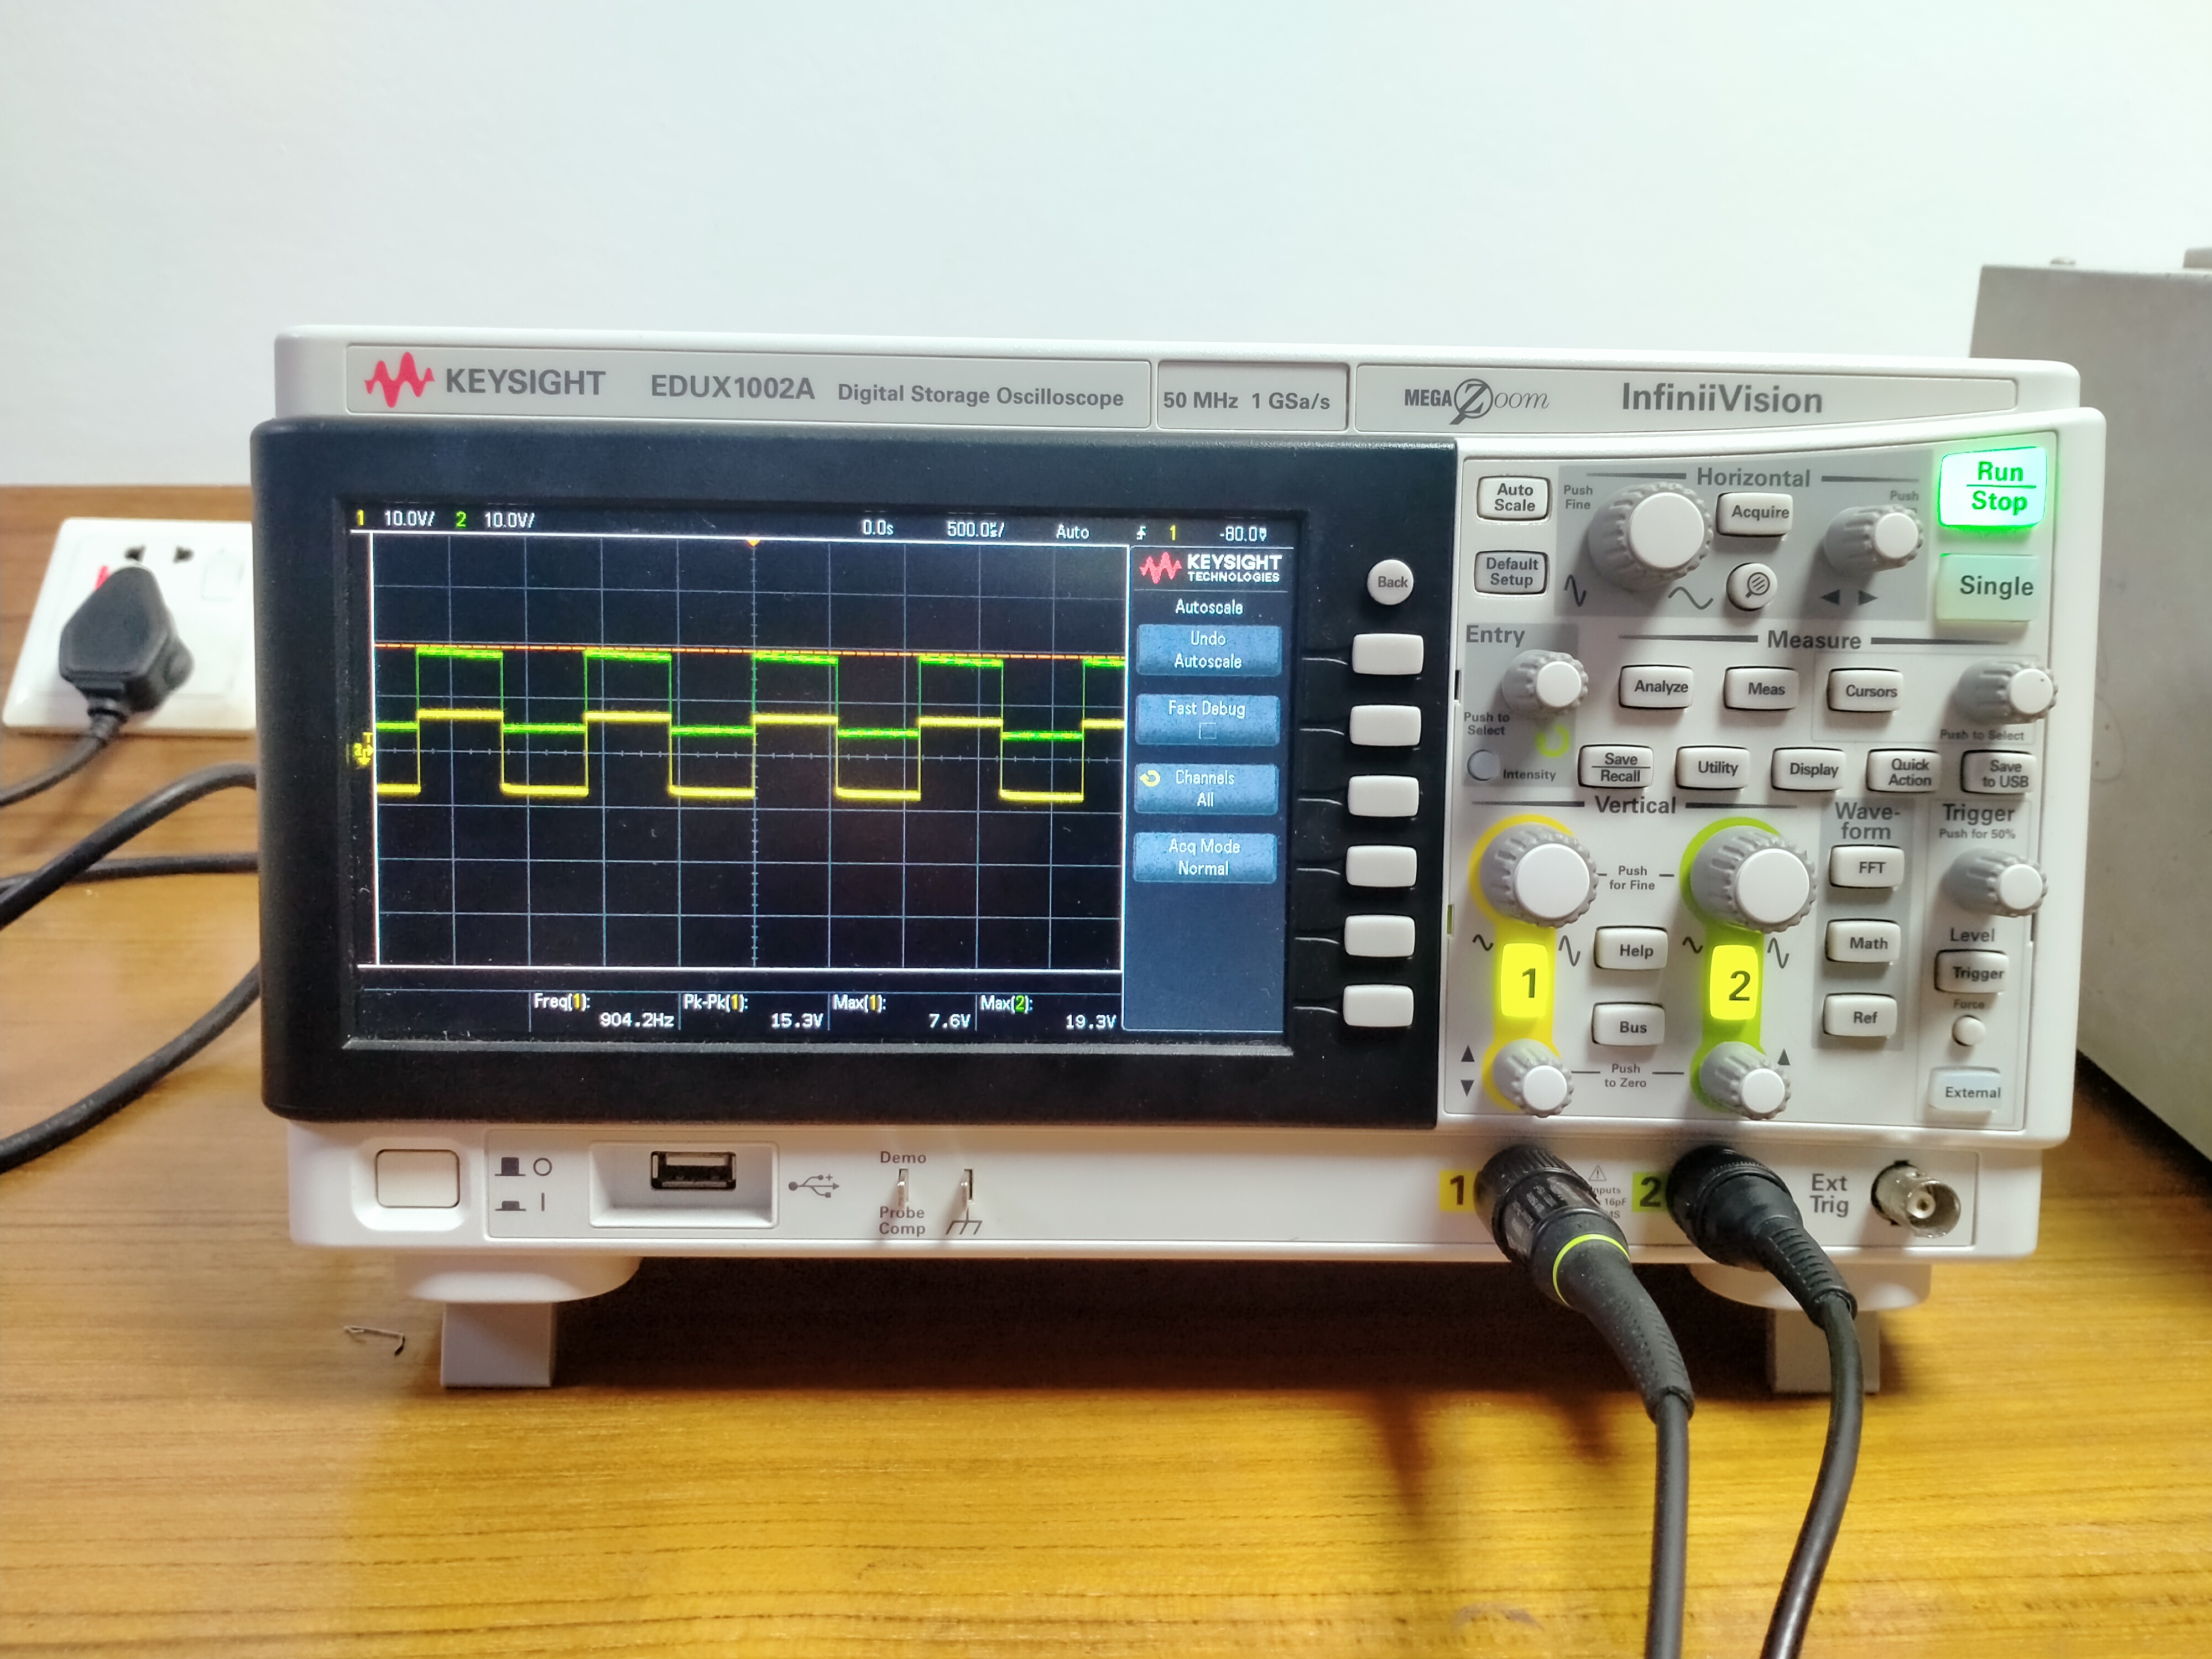 KEYSIGHT EDUX1002A Digital Storage Oscilloscope 50 MHz 1 GSa/s MEGA Zoom InfiniiVision
1 10.0V/ 2 10.0V/ 0.0s 500.0us/ Auto 1 -80.0
KEYSIGHT
TECHNOLOGIES
Autoscale
Undo
Autoscale
Fast Debug
Channels
All
Acq Mode
Normal
T
Freq(1): Pk-Pk(1): Max(1): Max(2):
904.2Hz 15.3V 7.6V 19.3V
Back
Auto
Scale
Default
Setup
Push
Fine
Horizontal
Acquire
Push
Run
Stop
Single
Entry
Push to
Select
Intensity
Measure
Analyze
Meas
Cursors
Push to Select
Save
Recall
Utility
Display
Quick
Action
Save
to USB
Vertical
Push
for Fine
1
Help
2
Bus
Push
to Zero
Wave-
form
FFT
Math
Ref
Trigger
Push for 50%
Level
Trigger
Force
External
Demo
Probe
Comp
1
Inputs
16pF
2
Ext
Trig